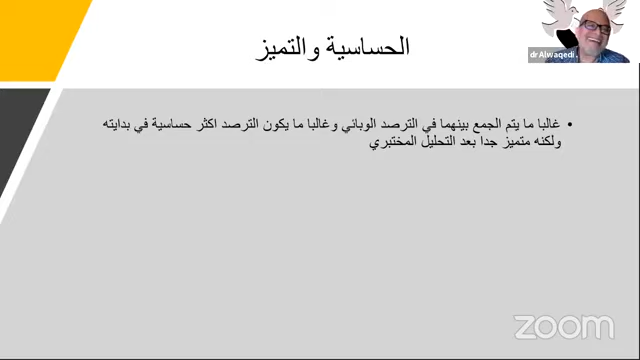 الحساسية والتميز
dr Alwaqedi
• غالبا ما يتم الجمع بينهما في الترصد الوبائي وغالبا ما يكون الترصد اكثر حساسية في بدايته
ولكنه متميز جدا بعد التحليل المختبري
zoom